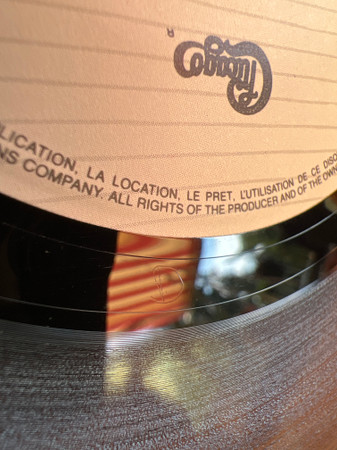 Chicago
®
LICATION, LA LOCATION, LE PRET, L'UTILISATION DE CE DISQ
NS COMPANY. ALL RIGHTS OF THE PRODUCER AND OF THE OWN